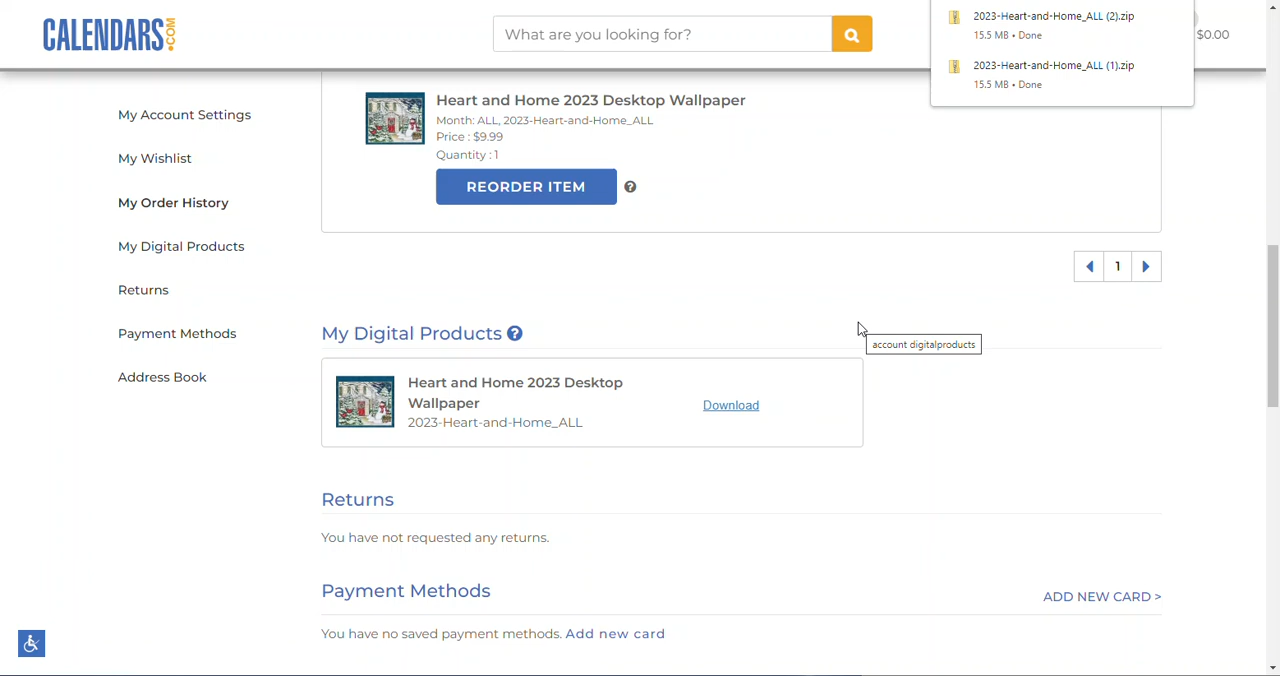 CALENDARS.COM
What are you looking for?
2023-Heart-and-Home_ALL (2).zip
15.5 MB • Done
2023-Heart-and-Home_ALL (1).zip
15.5 MB • Done
$0.00
My Account Settings
My Wishlist
My Order History
My Digital Products
Returns
Payment Methods
Address Book
Heart and Home 2023 Desktop Wallpaper
Month: ALL, 2023-Heart-and-Home_ALL
Price : $9.99
Quantity : 1
REORDER ITEM
?
1
My Digital Products ?
account digitalproducts
Heart and Home 2023 Desktop
Wallpaper
2023-Heart-and-Home_ALL
Download
Returns
You have not requested any returns.
Payment Methods
ADD NEW CARD >
You have no saved payment methods. Add new card